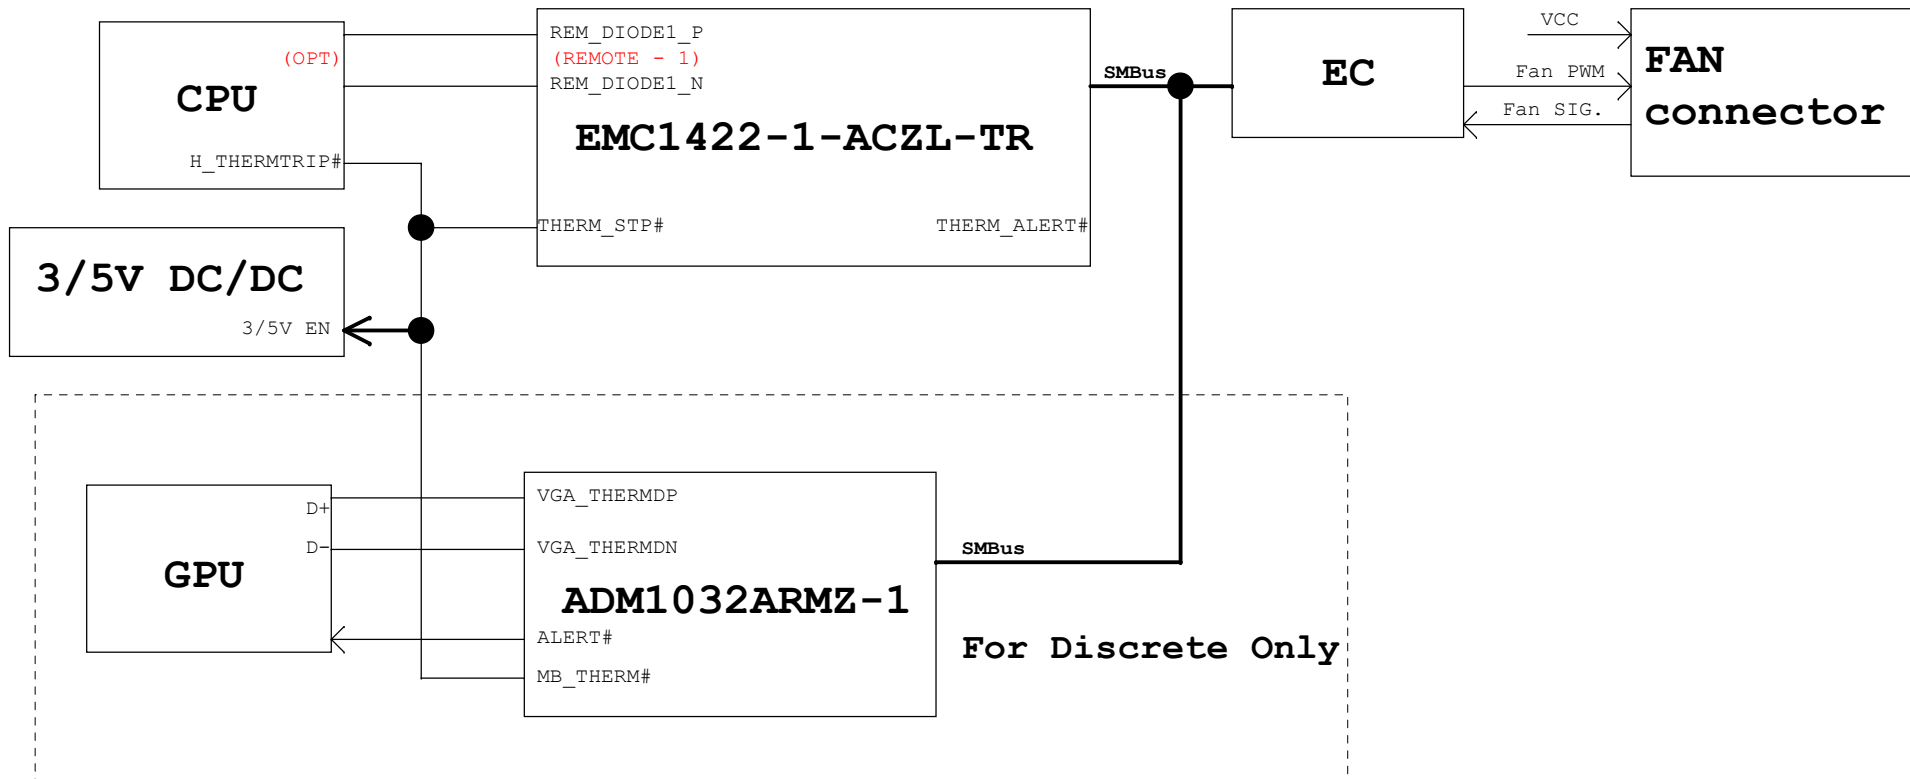 CPU
(OPT)
H_THERMTRIP#
REM_DIODE1_P
(REMOTE - 1)
REM_DIODE1_N
EMC1422-1-ACZL-TR
THERM_STP#
THERM_ALERT#
SMBus
EC
VCC
Fan PWM
Fan SIG.
FAN
connector
3/5V DC/DC
3/5V EN
GPU
D+
D-
VGA_THERMDP
VGA_THERMDN
ADM1032ARMZ-1
ALERT#
MB_THERM#
SMBus
For Discrete Only